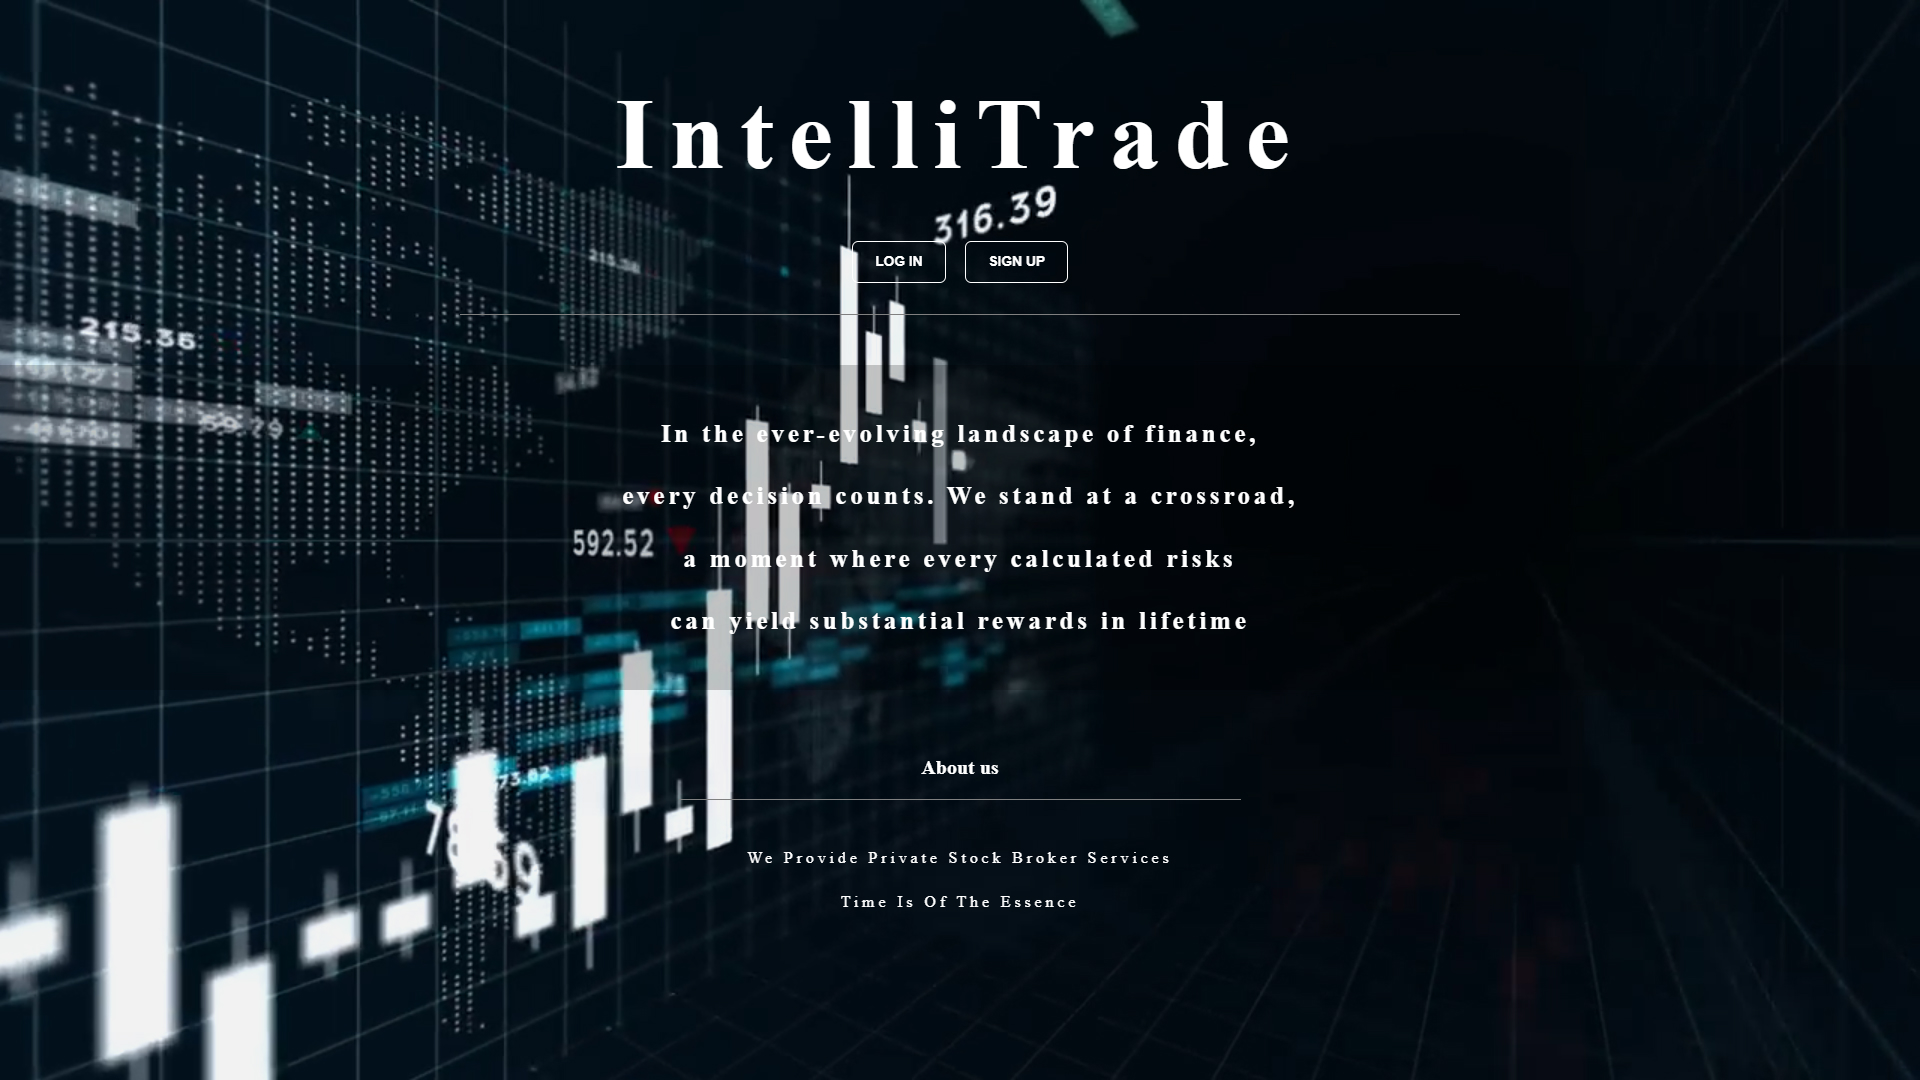 IntelliTrade
316.39
LOG IN
SIGN UP
215.36
59.79
In the ever-evolving landscape of finance,
every decision counts. We stand at a crossroad,
592.52
a moment where every calculated risks
can yield substantial rewards in lifetime
About us
We Provide Private Stock Broker Services
Time Is Of The Essence